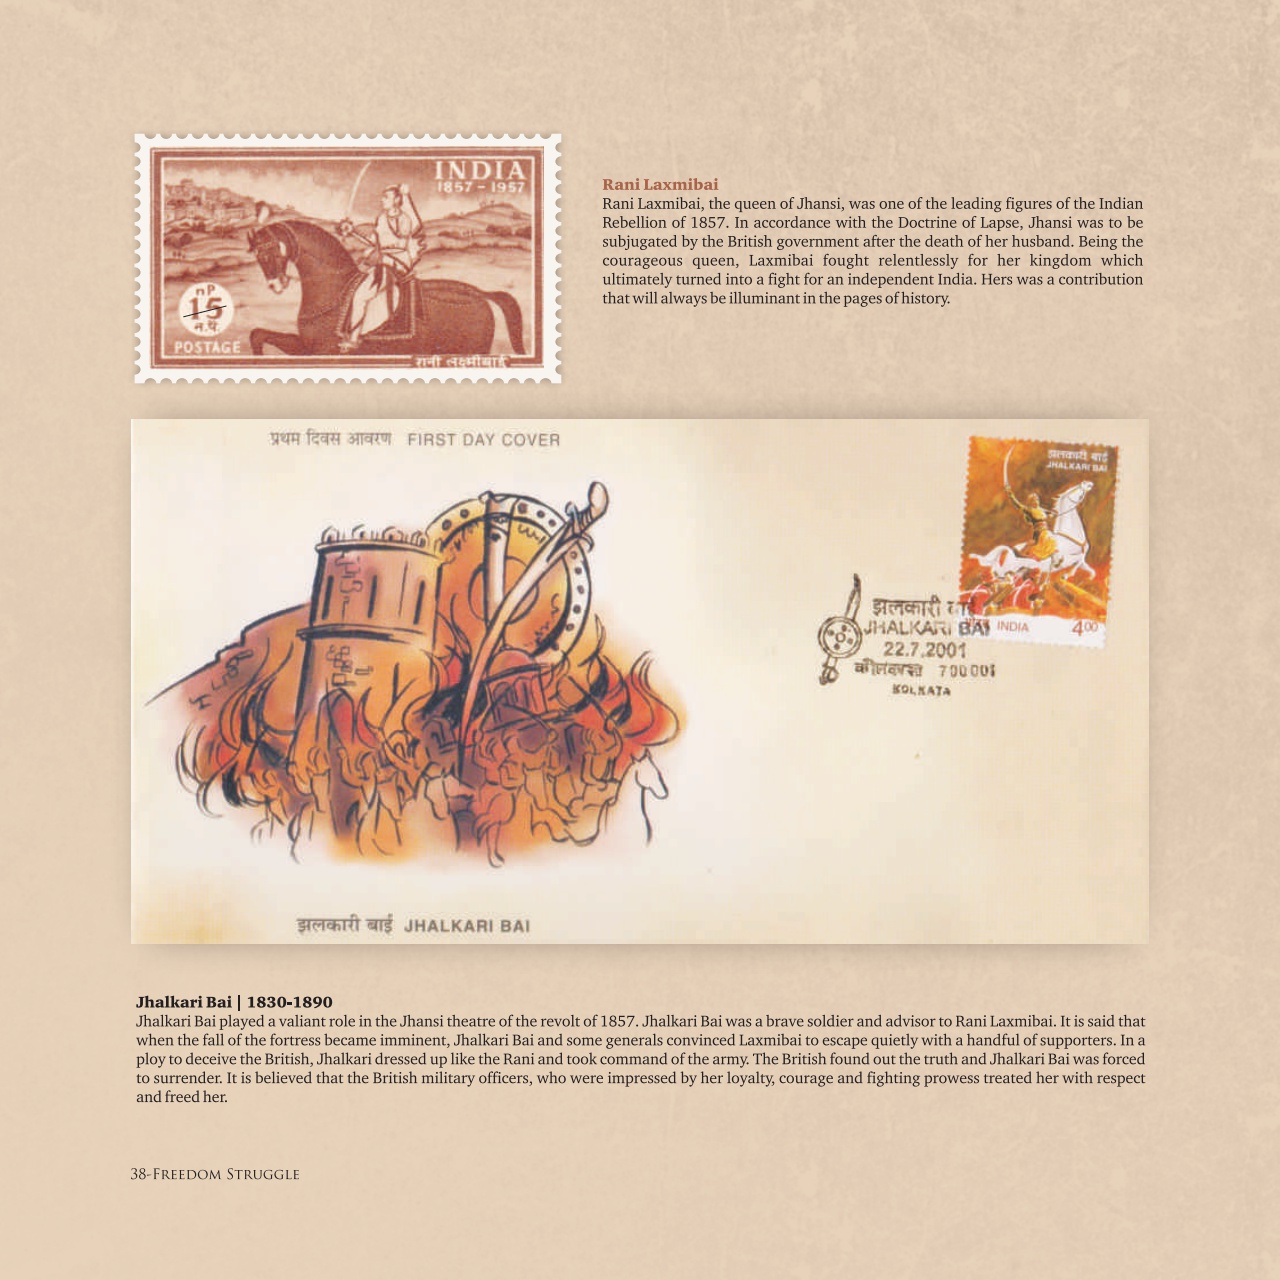 INDIA
1857 - 1957
nP
15
न.पै.
POSTAGE
रानी लक्ष्मीबाई
Rani Laxmibai
Rani Laxmibai, the queen of Jhansi, was one of the leading figures of the Indian
Rebellion of 1857. In accordance with the Doctrine of Lapse, Jhansi was to be
subjugated by the British government after the death of her husband. Being the
courageous queen, Laxmibai fought relentlessly for her kingdom which
ultimately turned into a fight for an independent India. Hers was a contribution
that will always be illuminant in the pages of history.
प्रथम दिवस आवरण FIRST DAY COVER
झलकारी बाई
JHALKARI BAI
INDIA 400
झलकारी बाई
JHALKARI BAI
22.7.2001
700001
KOLKATA
झलकारी बाई JHALKARI BAI
Jhalkari Bai | 1830-1890
Jhalkari Bai played a valiant role in the Jhansi theatre of the revolt of 1857. Jhalkari Bai was a brave soldier and advisor to Rani Laxmibai. It is said that
when the fall of the fortress became imminent, Jhalkari Bai and some generals convinced Laxmibai to escape quietly with a handful of supporters. In a
ploy to deceive the British, Jhalkari dressed up like the Rani and took command of the army. The British found out the truth and Jhalkari Bai was forced
to surrender. It is believed that the British military officers, who were impressed by her loyalty, courage and fighting prowess treated her with respect
and freed her.
38-FREEDOM STRUGGLE